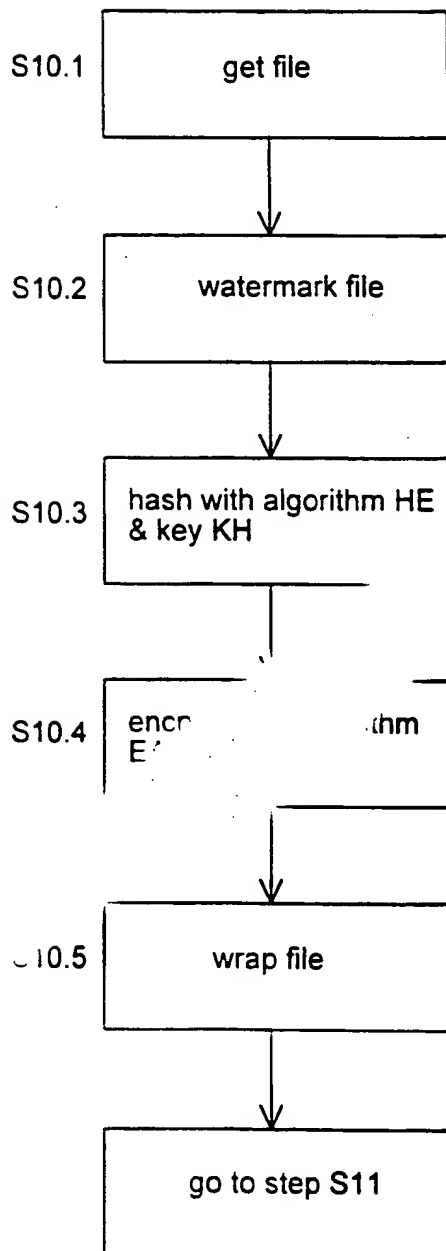 S10.1
get file
S10.2
watermark file
S10.3
hash with algorithm HE
& key KH
S10.4
wrap file
go to step S11